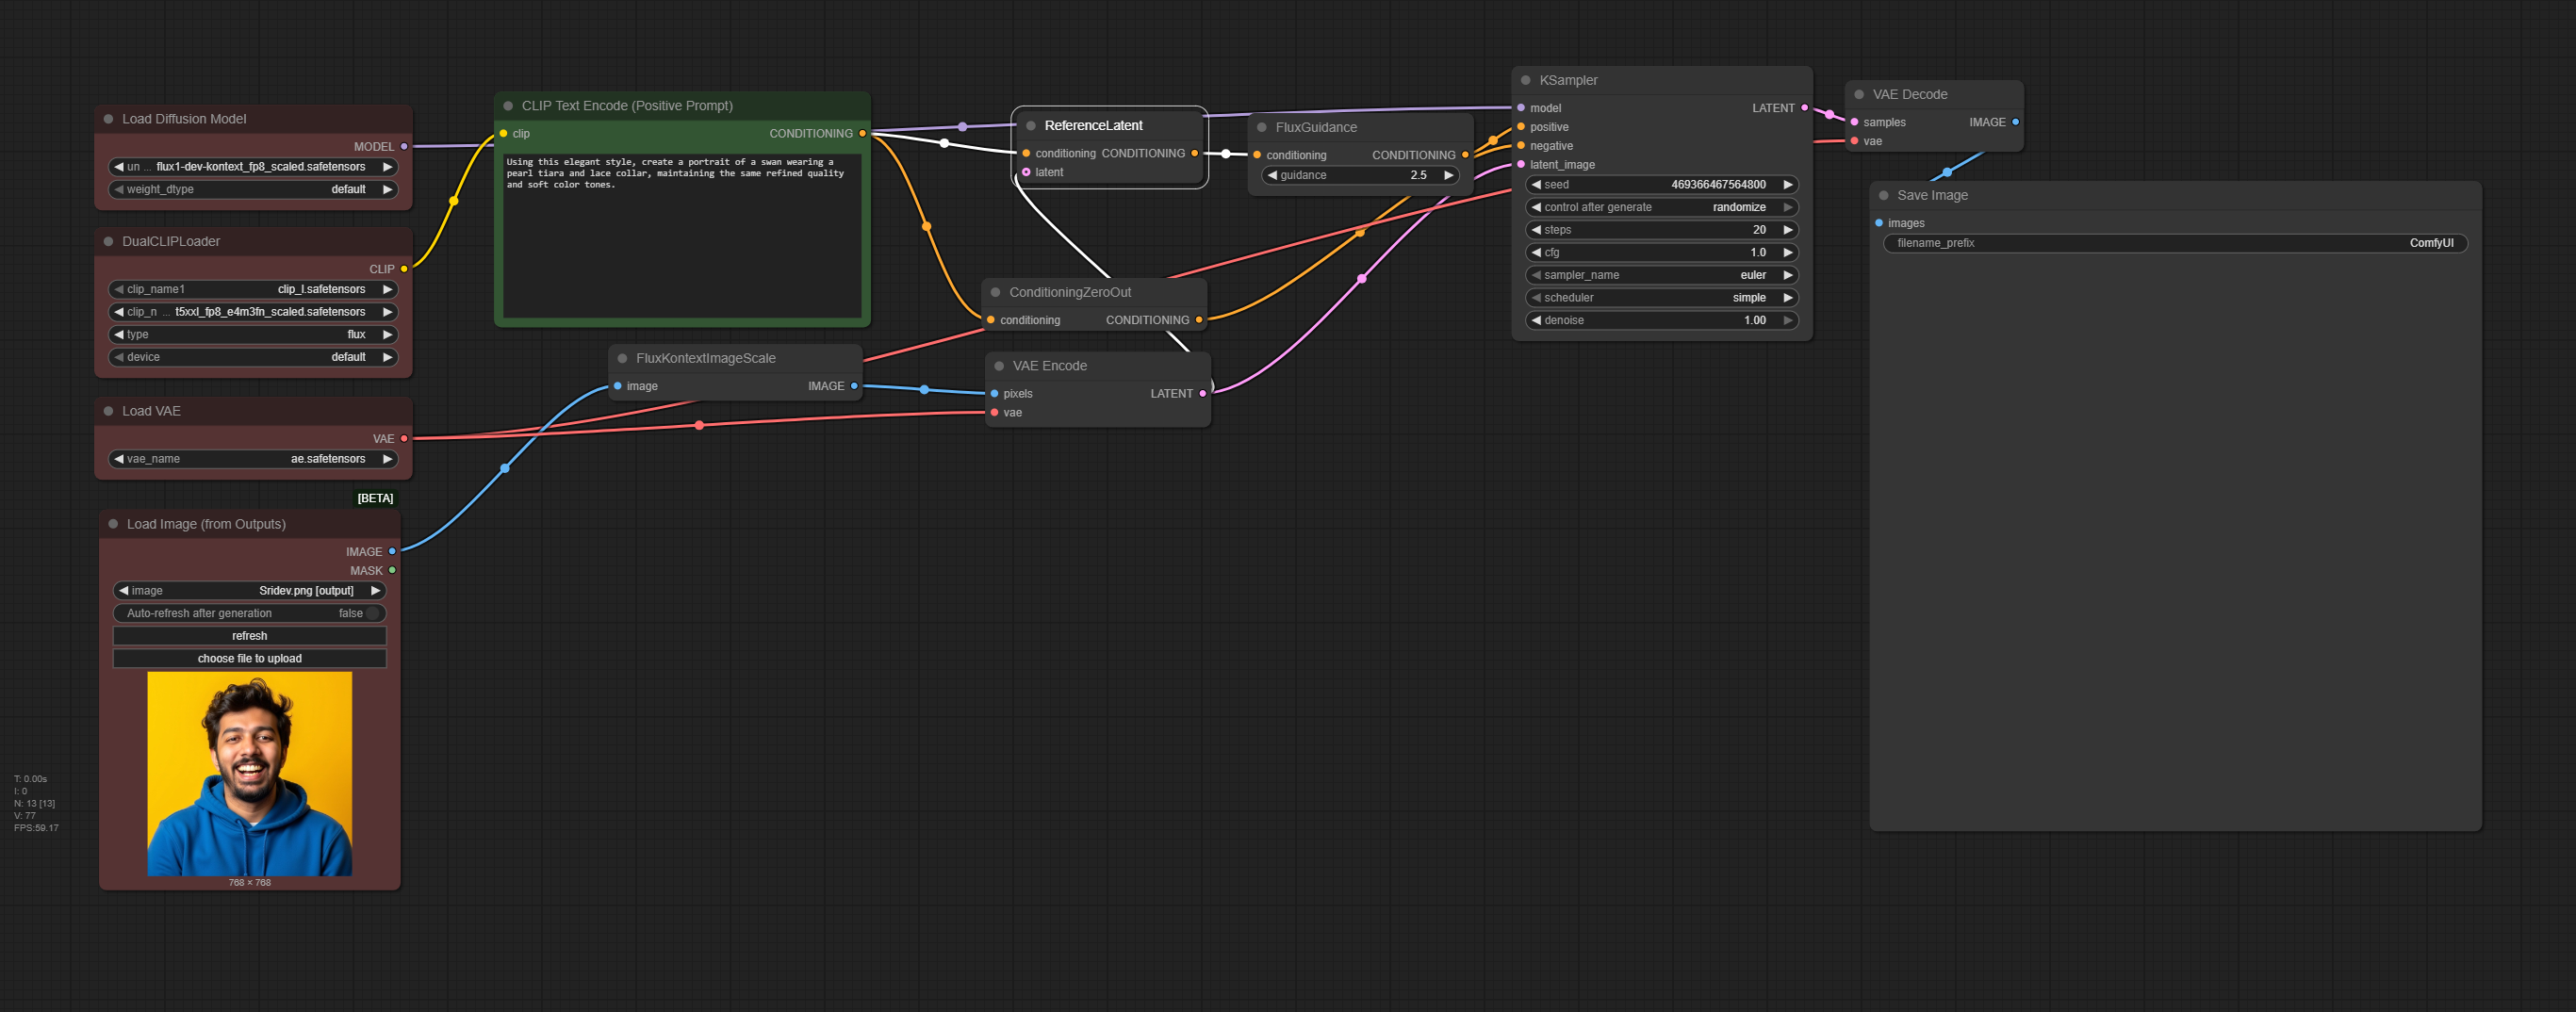 Load Diffusion Model
MODEL
un ... flux1-dev-kontext_fp8_scaled.safetensors
weight_dtype default
DualCLIPLoader
CLIP
clip_name1 clip_l.safetensors
clip_n ... t5xxl_fp8_e4m3fn_scaled.safetensors
type flux
device default
Load VAE
VAE
vae_name ae.safetensors
[BETA]
Load Image (from Outputs)
IMAGE
MASK
image Sridev.png [output]
Auto-refresh after generation false
refresh
choose file to upload
768 × 768
T: 0.00s
I: 0
N: 13 [13]
V: 77
FPS:59.17
CLIP Text Encode (Positive Prompt)
clip CONDITIONING
Using this elegant style, create a portrait of a swan wearing a
pearl tiara and lace collar, maintaining the same refined quality
and soft color tones.
FluxKontextImageScale
image IMAGE
ReferenceLatent
conditioning CONDITIONING
latent
ConditioningZeroOut
conditioning CONDITIONING
VAE Encode
pixels LATENT
vae
FluxGuidance
conditioning CONDITIONING
guidance 2.5
KSampler
model LATENT
positive
negative
latent_image
seed 469366467564800
control after generate randomize
steps 20
cfg 1.0
sampler_name euler
scheduler simple
denoise 1.00
VAE Decode
samples IMAGE
vae
Save Image
images
filename_prefix ComfyUI